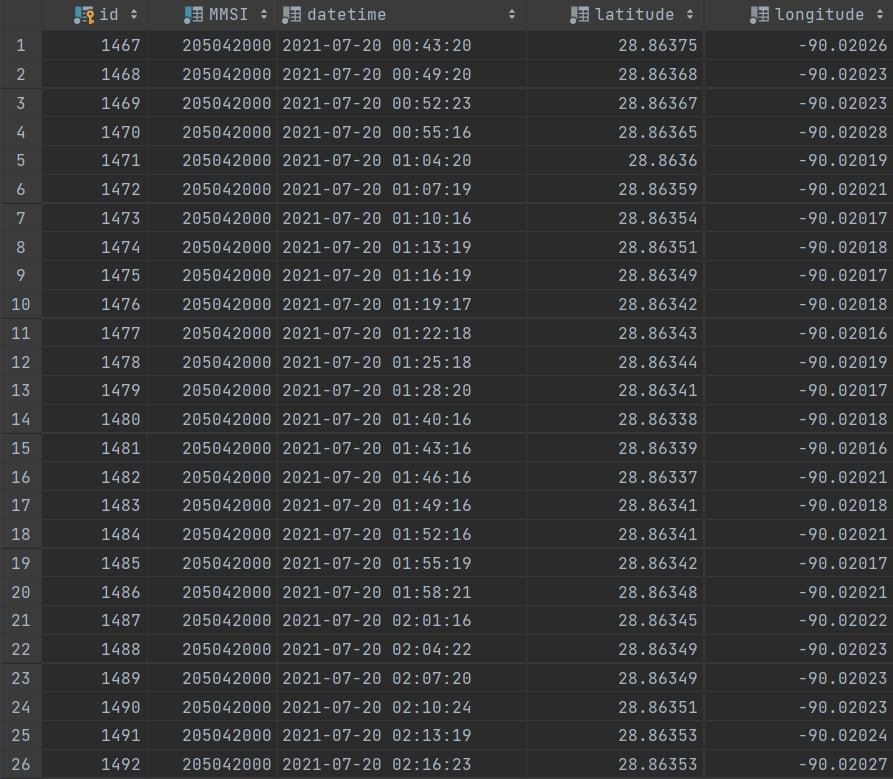 id MMSI datetime latitude longitude
1 1467 205042000 2021-07-20 00:43:20 28.86375 -90.02026
2 1468 205042000 2021-07-20 00:49:20 28.86368 -90.02023
3 1469 205042000 2021-07-20 00:52:23 28.86367 -90.02023
4 1470 205042000 2021-07-20 00:55:16 28.86365 -90.02028
5 1471 205042000 2021-07-20 01:04:20 28.8636 -90.02019
6 1472 205042000 2021-07-20 01:07:19 28.86359 -90.02021
7 1473 205042000 2021-07-20 01:10:16 28.86354 -90.02017
8 1474 205042000 2021-07-20 01:13:19 28.86351 -90.02018
9 1475 205042000 2021-07-20 01:16:19 28.86349 -90.02017
10 1476 205042000 2021-07-20 01:19:17 28.86342 -90.02018
11 1477 205042000 2021-07-20 01:22:18 28.86343 -90.02016
12 1478 205042000 2021-07-20 01:25:18 28.86344 -90.02019
13 1479 205042000 2021-07-20 01:28:20 28.86341 -90.02017
14 1480 205042000 2021-07-20 01:40:16 28.86338 -90.02018
15 1481 205042000 2021-07-20 01:43:16 28.86339 -90.02016
16 1482 205042000 2021-07-20 01:46:16 28.86337 -90.02021
17 1483 205042000 2021-07-20 01:49:16 28.86341 -90.02018
18 1484 205042000 2021-07-20 01:52:16 28.86341 -90.02021
19 1485 205042000 2021-07-20 01:55:19 28.86342 -90.02017
20 1486 205042000 2021-07-20 01:58:21 28.86348 -90.02021
21 1487 205042000 2021-07-20 02:01:16 28.86345 -90.02022
22 1488 205042000 2021-07-20 02:04:22 28.86349 -90.02023
23 1489 205042000 2021-07-20 02:07:20 28.86349 -90.02023
24 1490 205042000 2021-07-20 02:10:24 28.86351 -90.02023
25 1491 205042000 2021-07-20 02:13:19 28.86353 -90.02024
26 1492 205042000 2021-07-20 02:16:23 28.86353 -90.02027